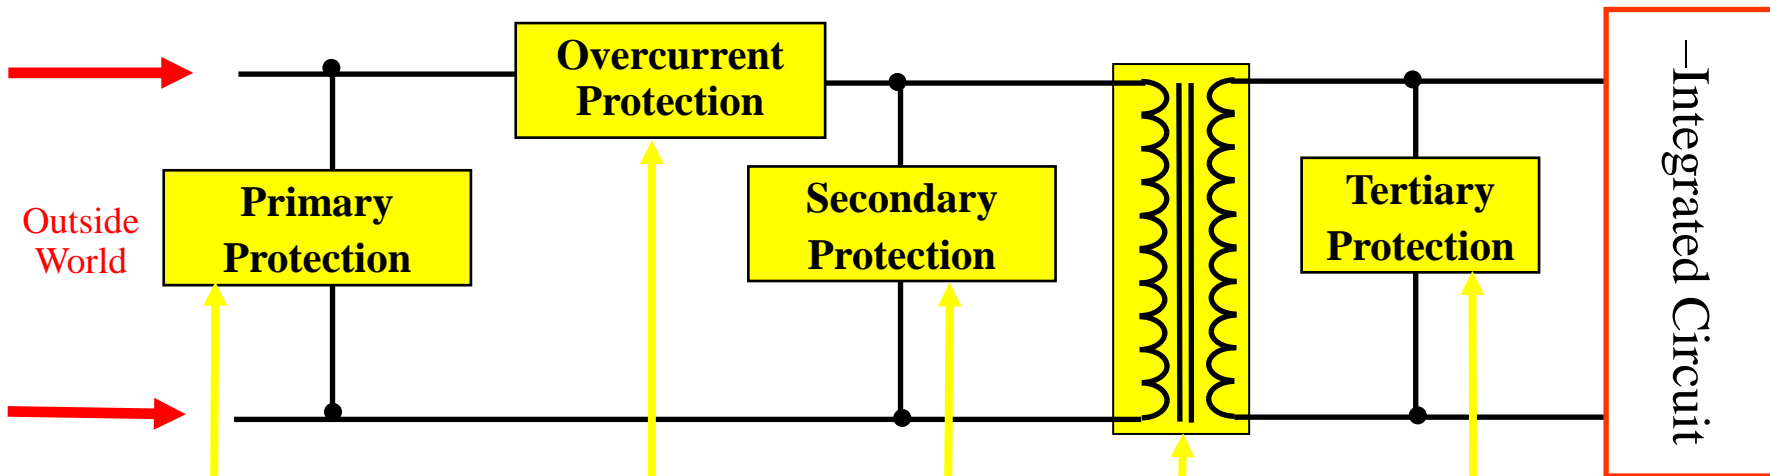 Outside
World
Primary
Protection
Overcurrent
Protection
Secondary
Protection
Tertiary
Protection
–Integrated Circuit